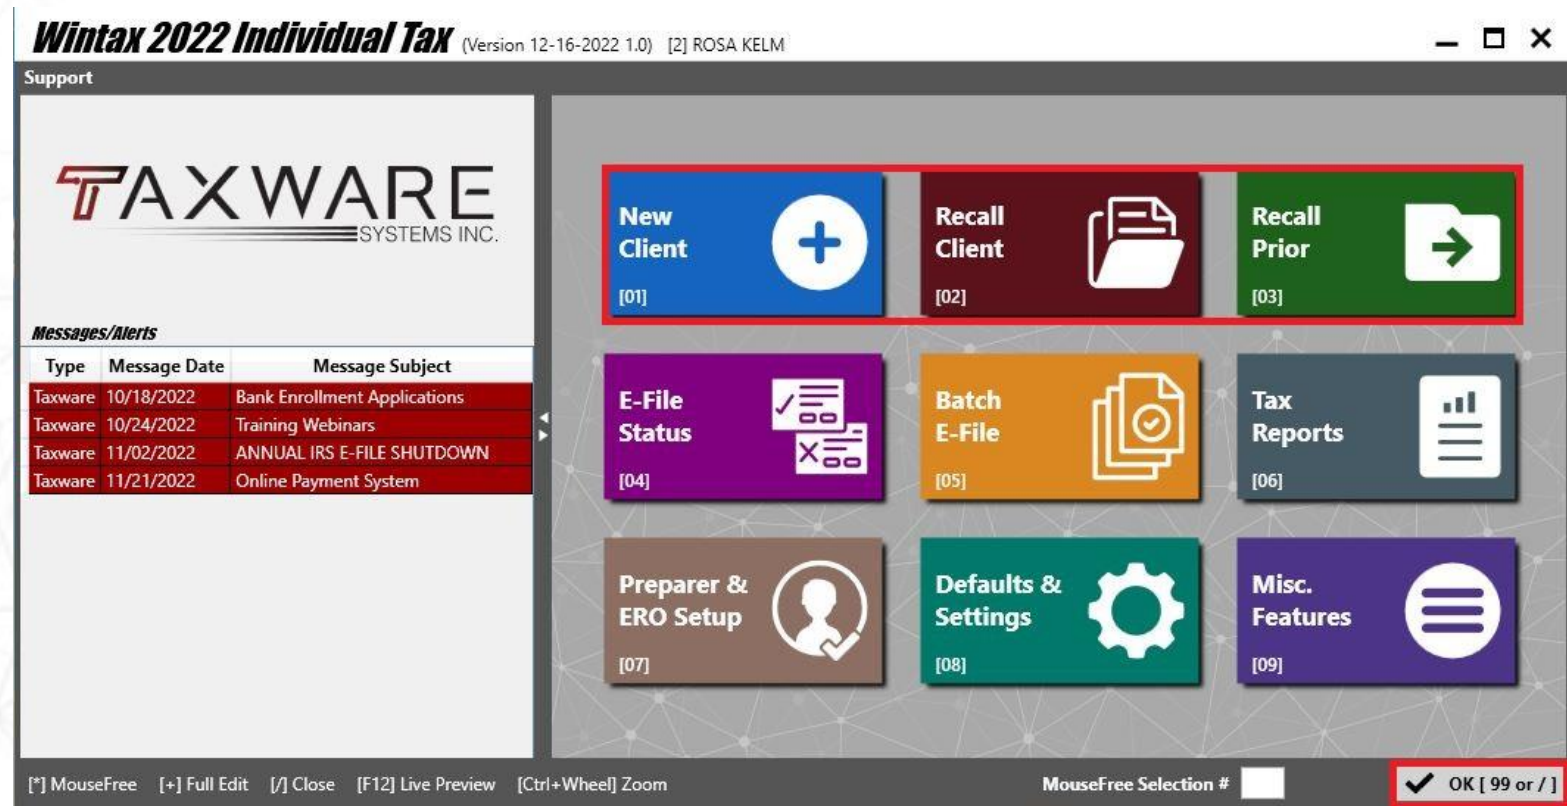 Wintax 2022 Individual Tax (Version 12-16-2022 1.0) [2] ROSA KELM
Support
TAXWARE
SYSTEMS INC.
Messages/Alerts
Type Message Date Message Subject
Taxware 10/18/2022 Bank Enrollment Applications
Taxware 10/24/2022 Training Webinars
Taxware 11/02/2022 ANNUAL IRS E-FILE SHUTDOWN
Taxware 11/21/2022 Online Payment System
New
Client
[01]
Recall
Client
[02]
Recall
Prior
[03]
E-File
Status
[04]
Batch
E-File
[05]
Tax
Reports
[06]
Preparer &
ERO Setup
[07]
Defaults &
Settings
[08]
Misc.
Features
[09]
[*] MouseFree [+] Full Edit [/] Close [F12] Live Preview [Ctrl+Wheel] Zoom MouseFree Selection # OK [ 99 or / ]